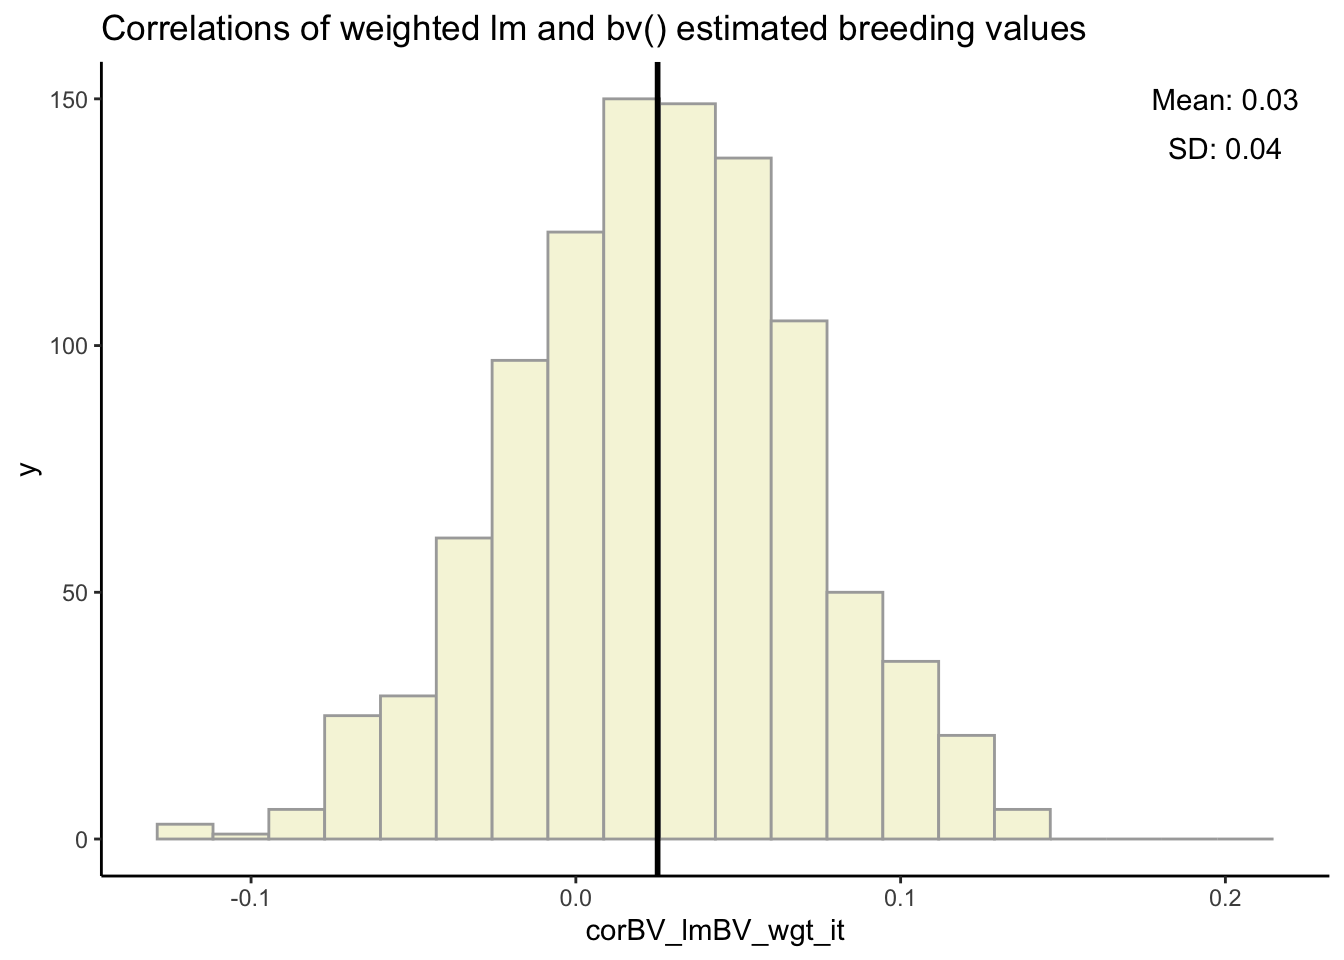 Correlations of weighted lm and bv() estimated breeding values
Mean: 0.03
SD: 0.04
150
100
50
0
y
-0.1
0.0
0.1
0.2
corBV_lmBV_wgt_it